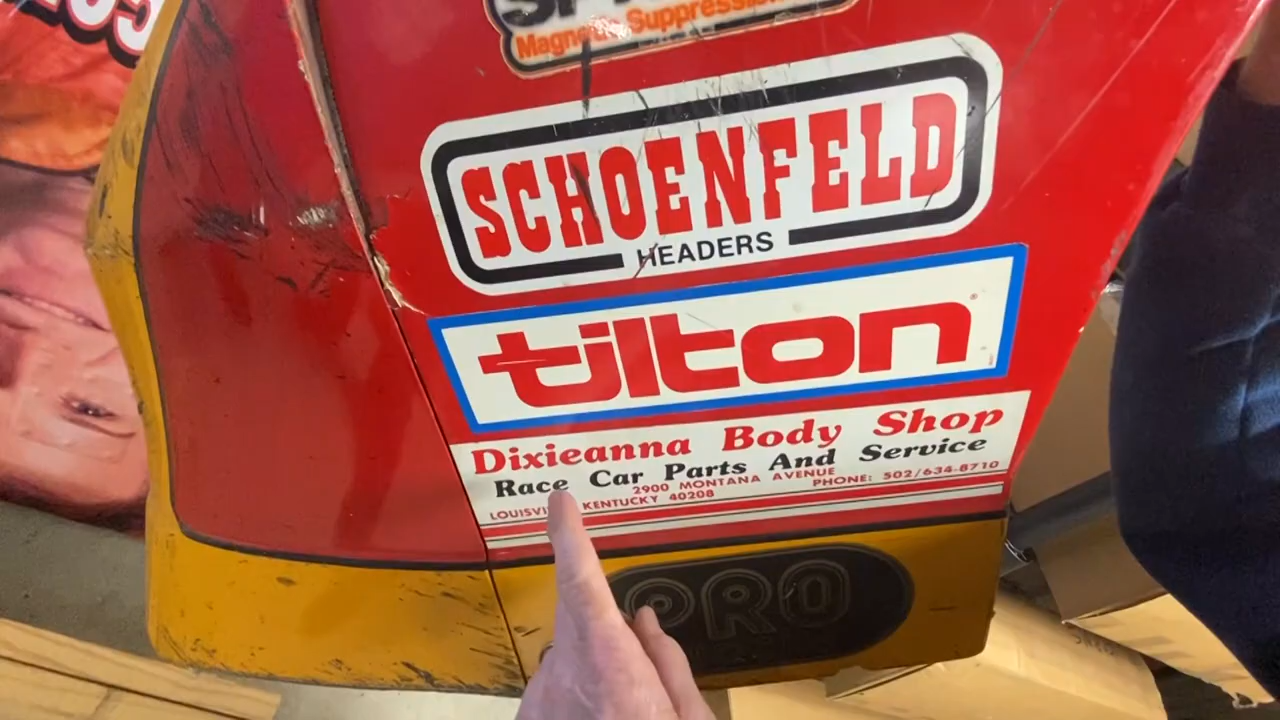 Suppression
SCHOENFELD
HEADERS
tilton
Dixieanna Body Shop
Race Car Parts And Service
2900 MONTANA AVENUE
KENTUCKY 40208
PHONE: 502/634-8710
PRO